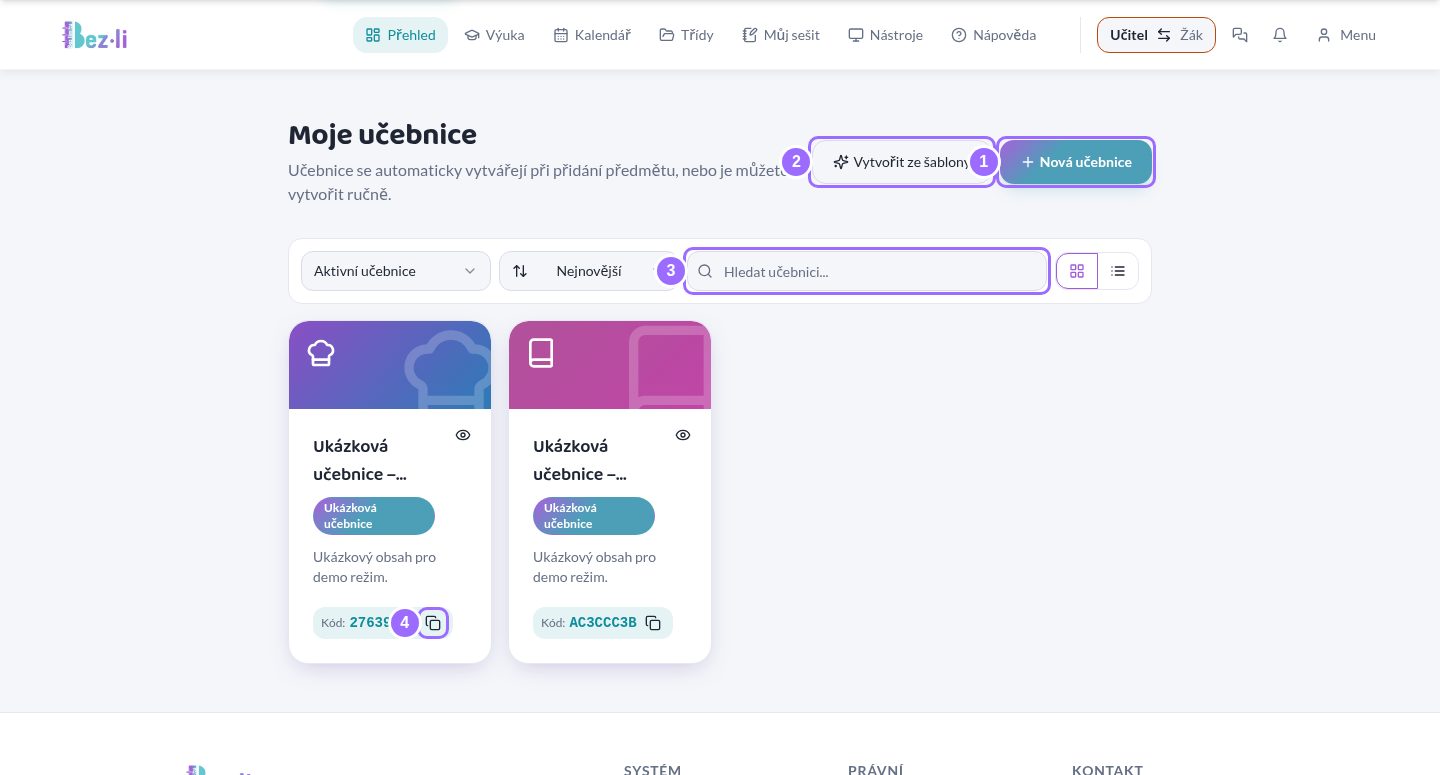 Bez·li
Přehled
Výuka
Kalendář
Třídy
Můj sešit
Nástroje
Nápověda
Učitel
Žák
Menu
Moje učebnice
Učebnice se automaticky vytvářejí při přidání předmětu, nebo je můžete
vytvořit ručně.
2
Vytvořit ze šablony
1
Nová učebnice
Aktivní učebnice
Nejnovější
3
Hledat učebnici...
Ukázková
učebnice –...
Ukázková
učebnice
Ukázkový obsah pro
demo režim.
Kód: 27639
4
Ukázková
učebnice –...
Ukázková
učebnice
Ukázkový obsah pro
demo režim.
Kód: AC3CCC3B
SYSTÉM
PRÁVNÍ
KONTAKT